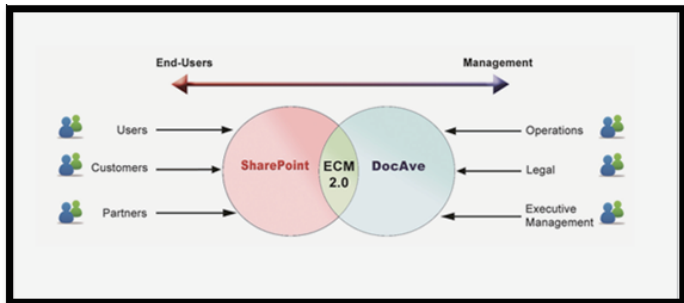 End-Users
Management
Users
Customers
Partners
SharePoint
ECM
2.0
DocAve
Operations
Legal
Executive
Management